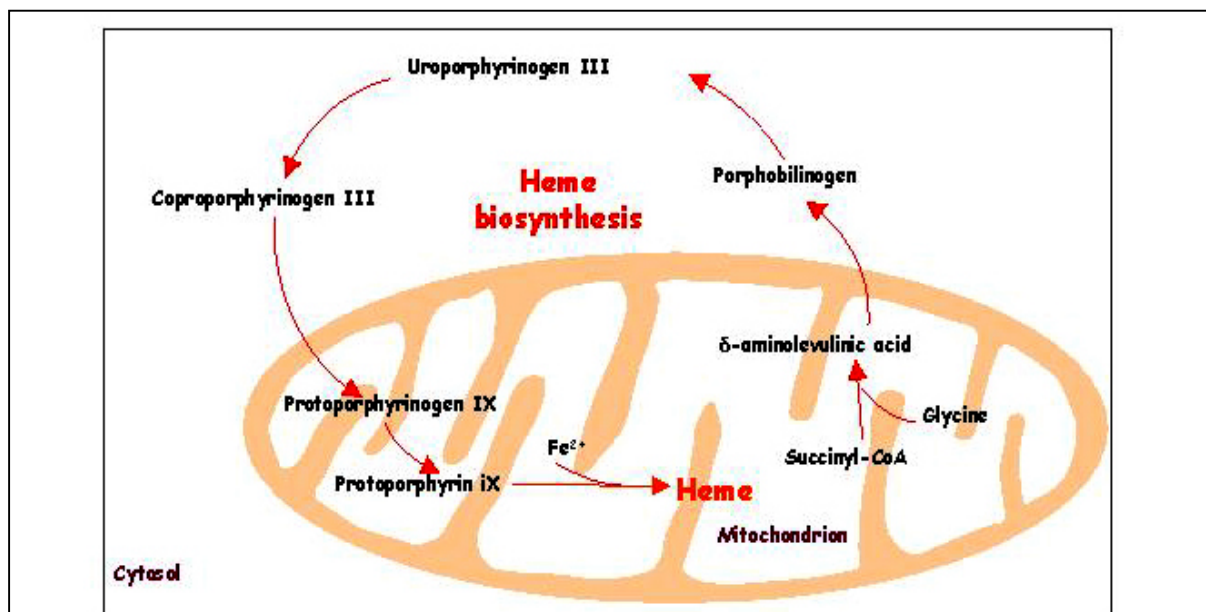 Uroporphyrinogen III
Coproporphyrinogen III
Heme
biosynthesis
Porphobilinogen
δ-aminolevulinic acid
Protoporphyrinogen IX
Glycine
Fe²⁺
Succinyl-CoA
Protoporphyrin iX
Heme
Mitochondrion
Cytosol